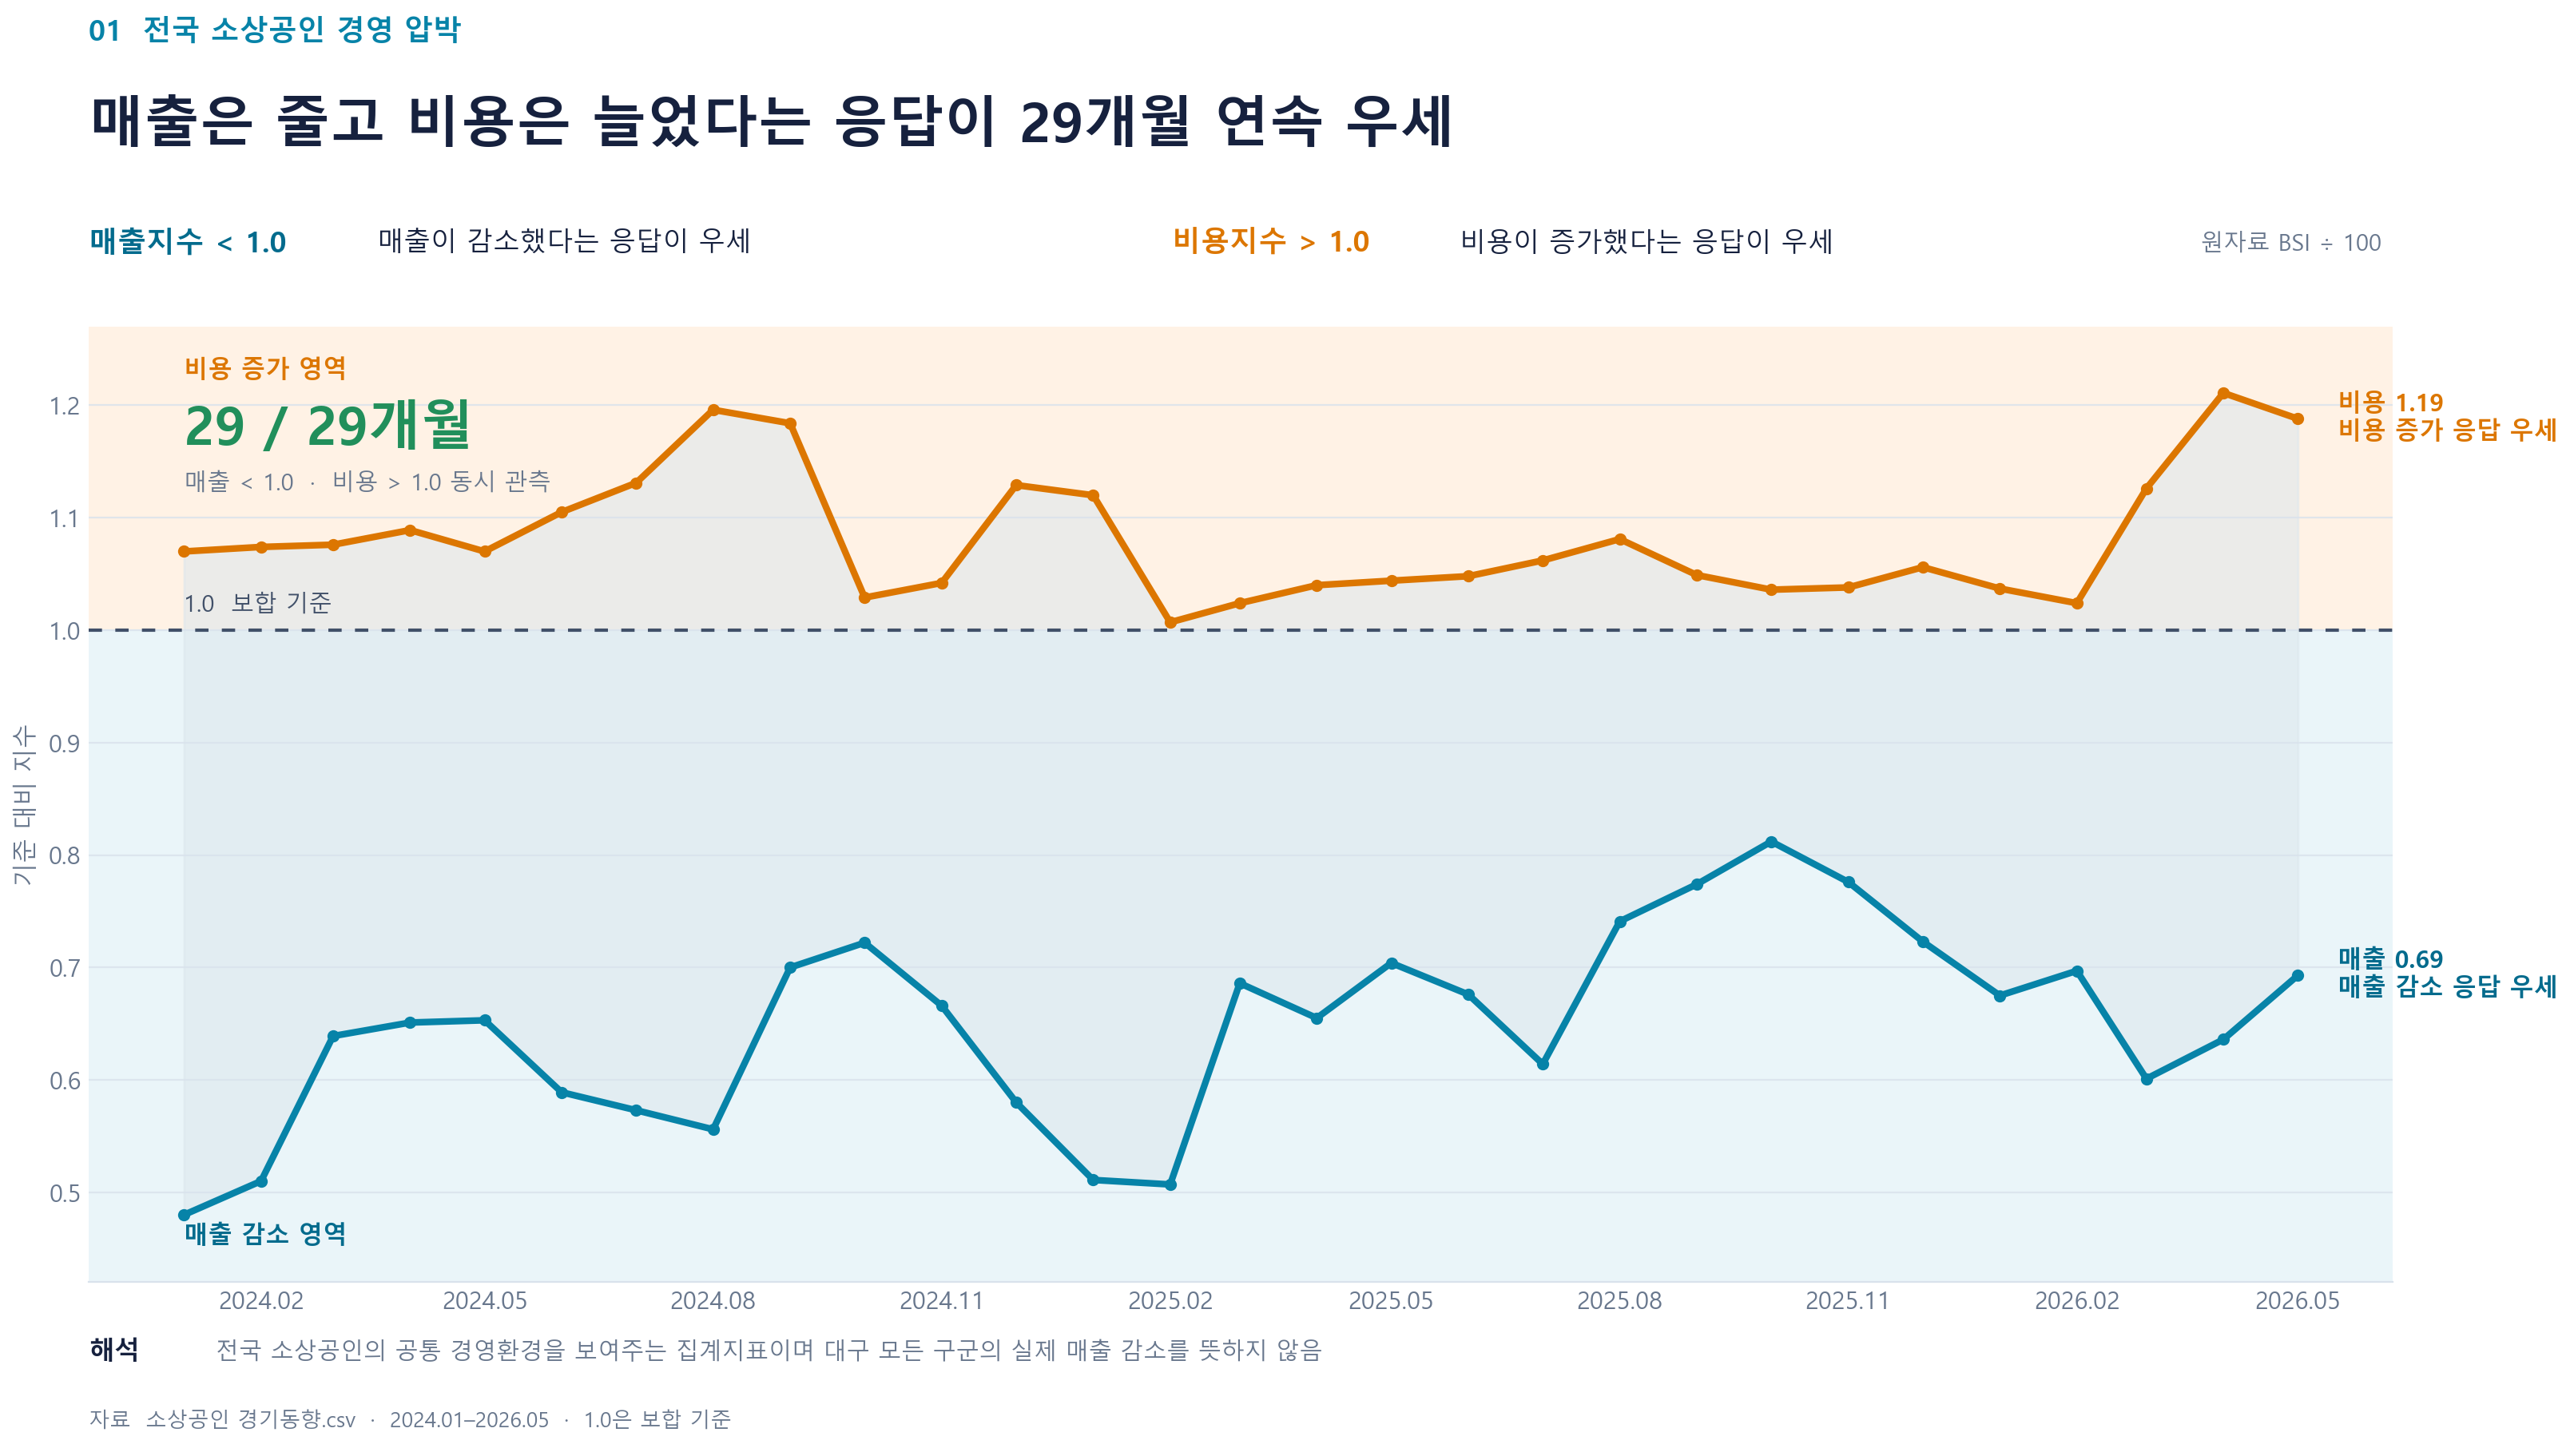 01 전국 소상공인 경영 압박
매출은 줄고 비용은 늘었다는 응답이 29개월 연속 우세
매출지수 < 1.0 매출이 감소했다는 응답이 우세 비용지수 > 1.0 비용이 증가했다는 응답이 우세 원자료 BSI ÷ 100
비용 증가 영역
29 / 29개월
매출 < 1.0 · 비용 > 1.0 동시 관측
1.0 보합 기준
비용 1.19
비용 증가 응답 우세
매출 0.69
매출 감소 응답 우세
매출 감소 영역
기준 대비 지수
1.2
1.1
1.0
0.9
0.8
0.7
0.6
0.5
2024.02 2024.05 2024.08 2024.11 2025.02 2025.05 2025.08 2025.11 2026.02 2026.05
해석 전국 소상공인의 공통 경영환경을 보여주는 집계지표이며 대구 모든 구군의 실제 매출 감소를 뜻하지 않음
자료 소상공인 경기동향.csv · 2024.01–2026.05 · 1.0은 보합 기준